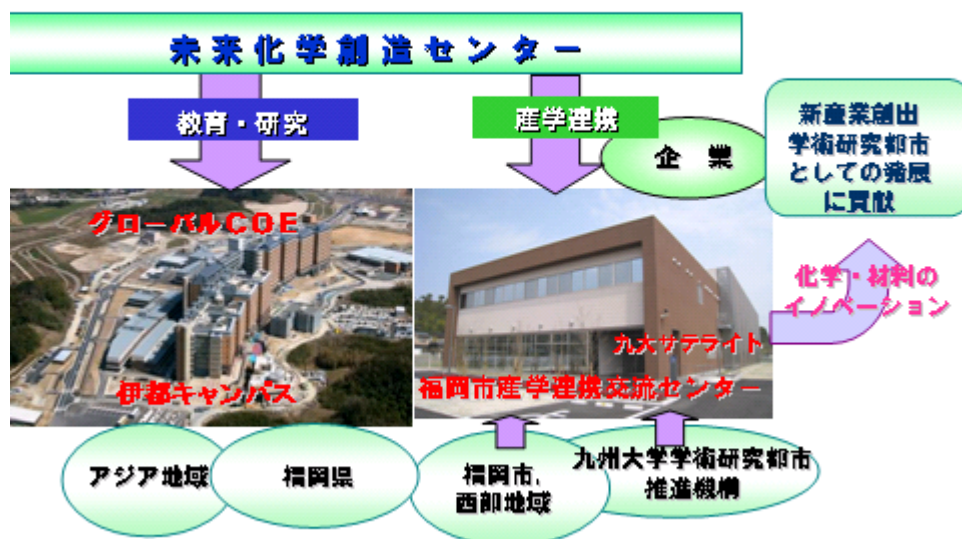 未来化学創造センター
教育・研究
産学連携
企 業
新産業創出
学術研究都市
としての発展
に貢献
グローバルCOE
伊都キャンパス
九大サテライト
福岡市産学連携交流センター
化学・材料の
イノベーション
アジア地域
福岡県
福岡市,
西部地域
九州大学学術研究都市
推進機構